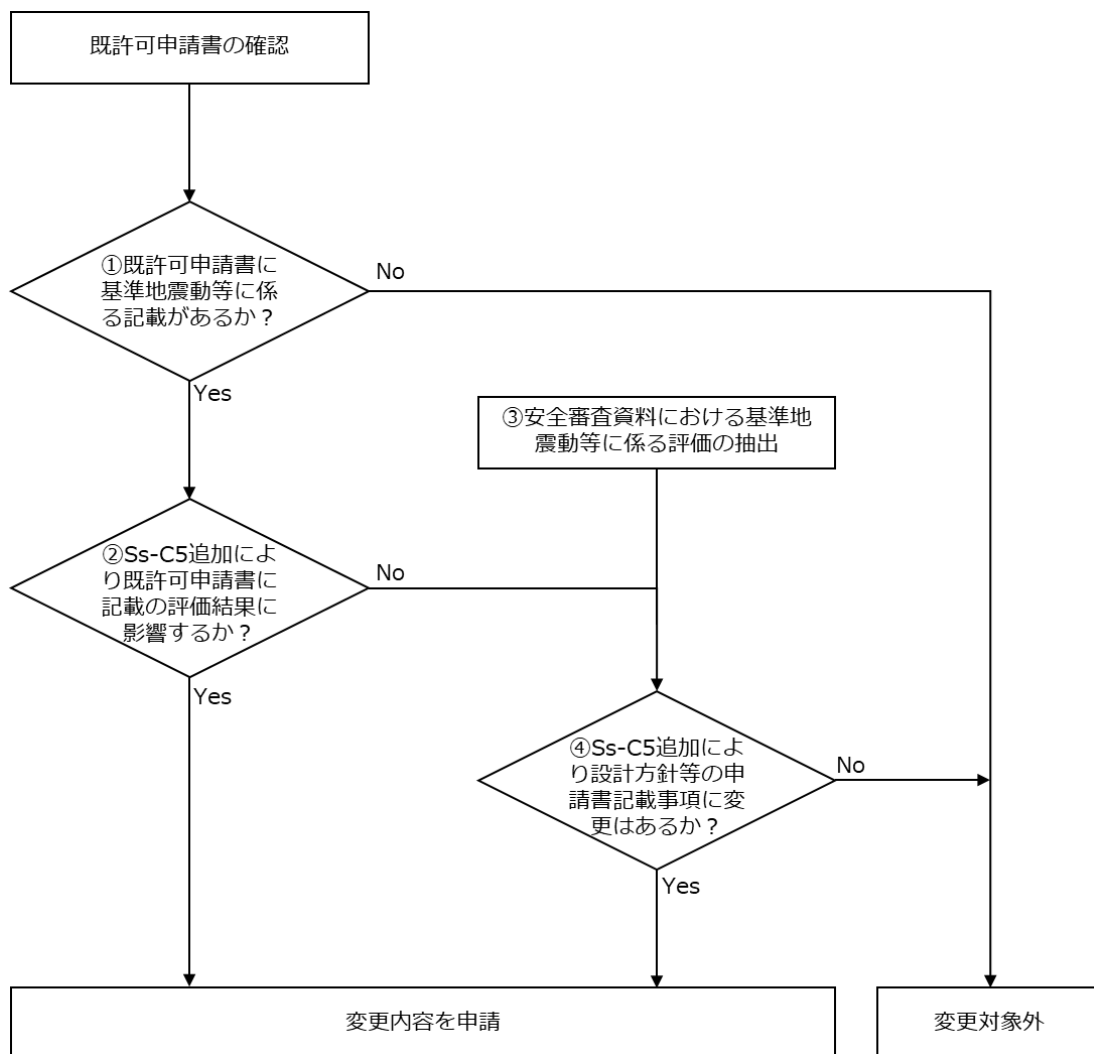 既許可申請書の確認
①既許可申請書に
基準地震動等に係
る記載があるか？
No
Yes
③安全審査資料における基準地
震動等に係る評価の抽出
②Ss-C5追加によ
り既許可申請書に
記載の評価結果に
影響するか？
No
Yes
④Ss-C5追加によ
り設計方針等の申
請書記載事項に変
更はあるか？
No
Yes
変更内容を申請
変更対象外